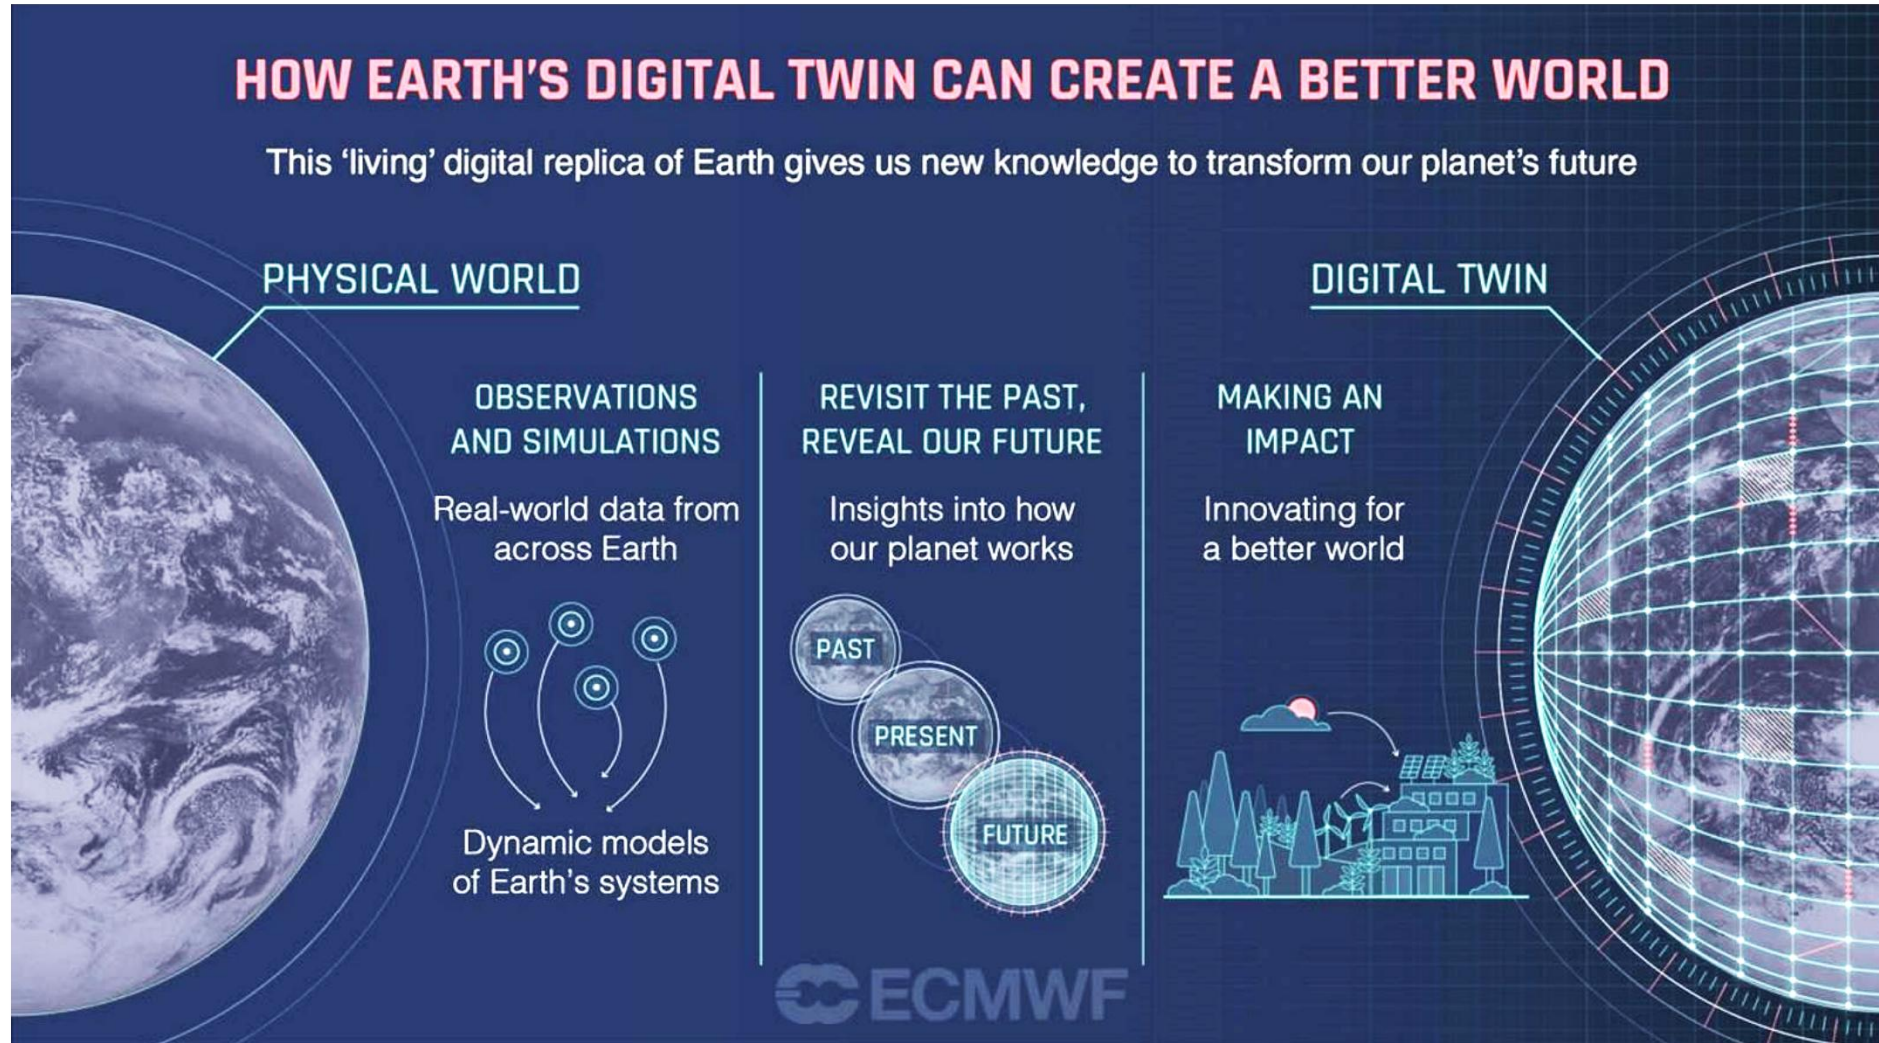 HOW EARTH'S DIGITAL TWIN CAN CREATE A BETTER WORLD
This ‘living’ digital replica of Earth gives us new knowledge to transform our planet's future
PHYSICAL WORLD
DIGITAL TWIN
OBSERVATIONS
AND SIMULATIONS
Real-world data from
across Earth
Dynamic models
of Earth's systems
REVISIT THE PAST,
REVEAL OUR FUTURE
Insights into how
our planet works
PAST
PRESENT
FUTURE
MAKING AN
IMPACT
Innovating for
a better world
ECMWF